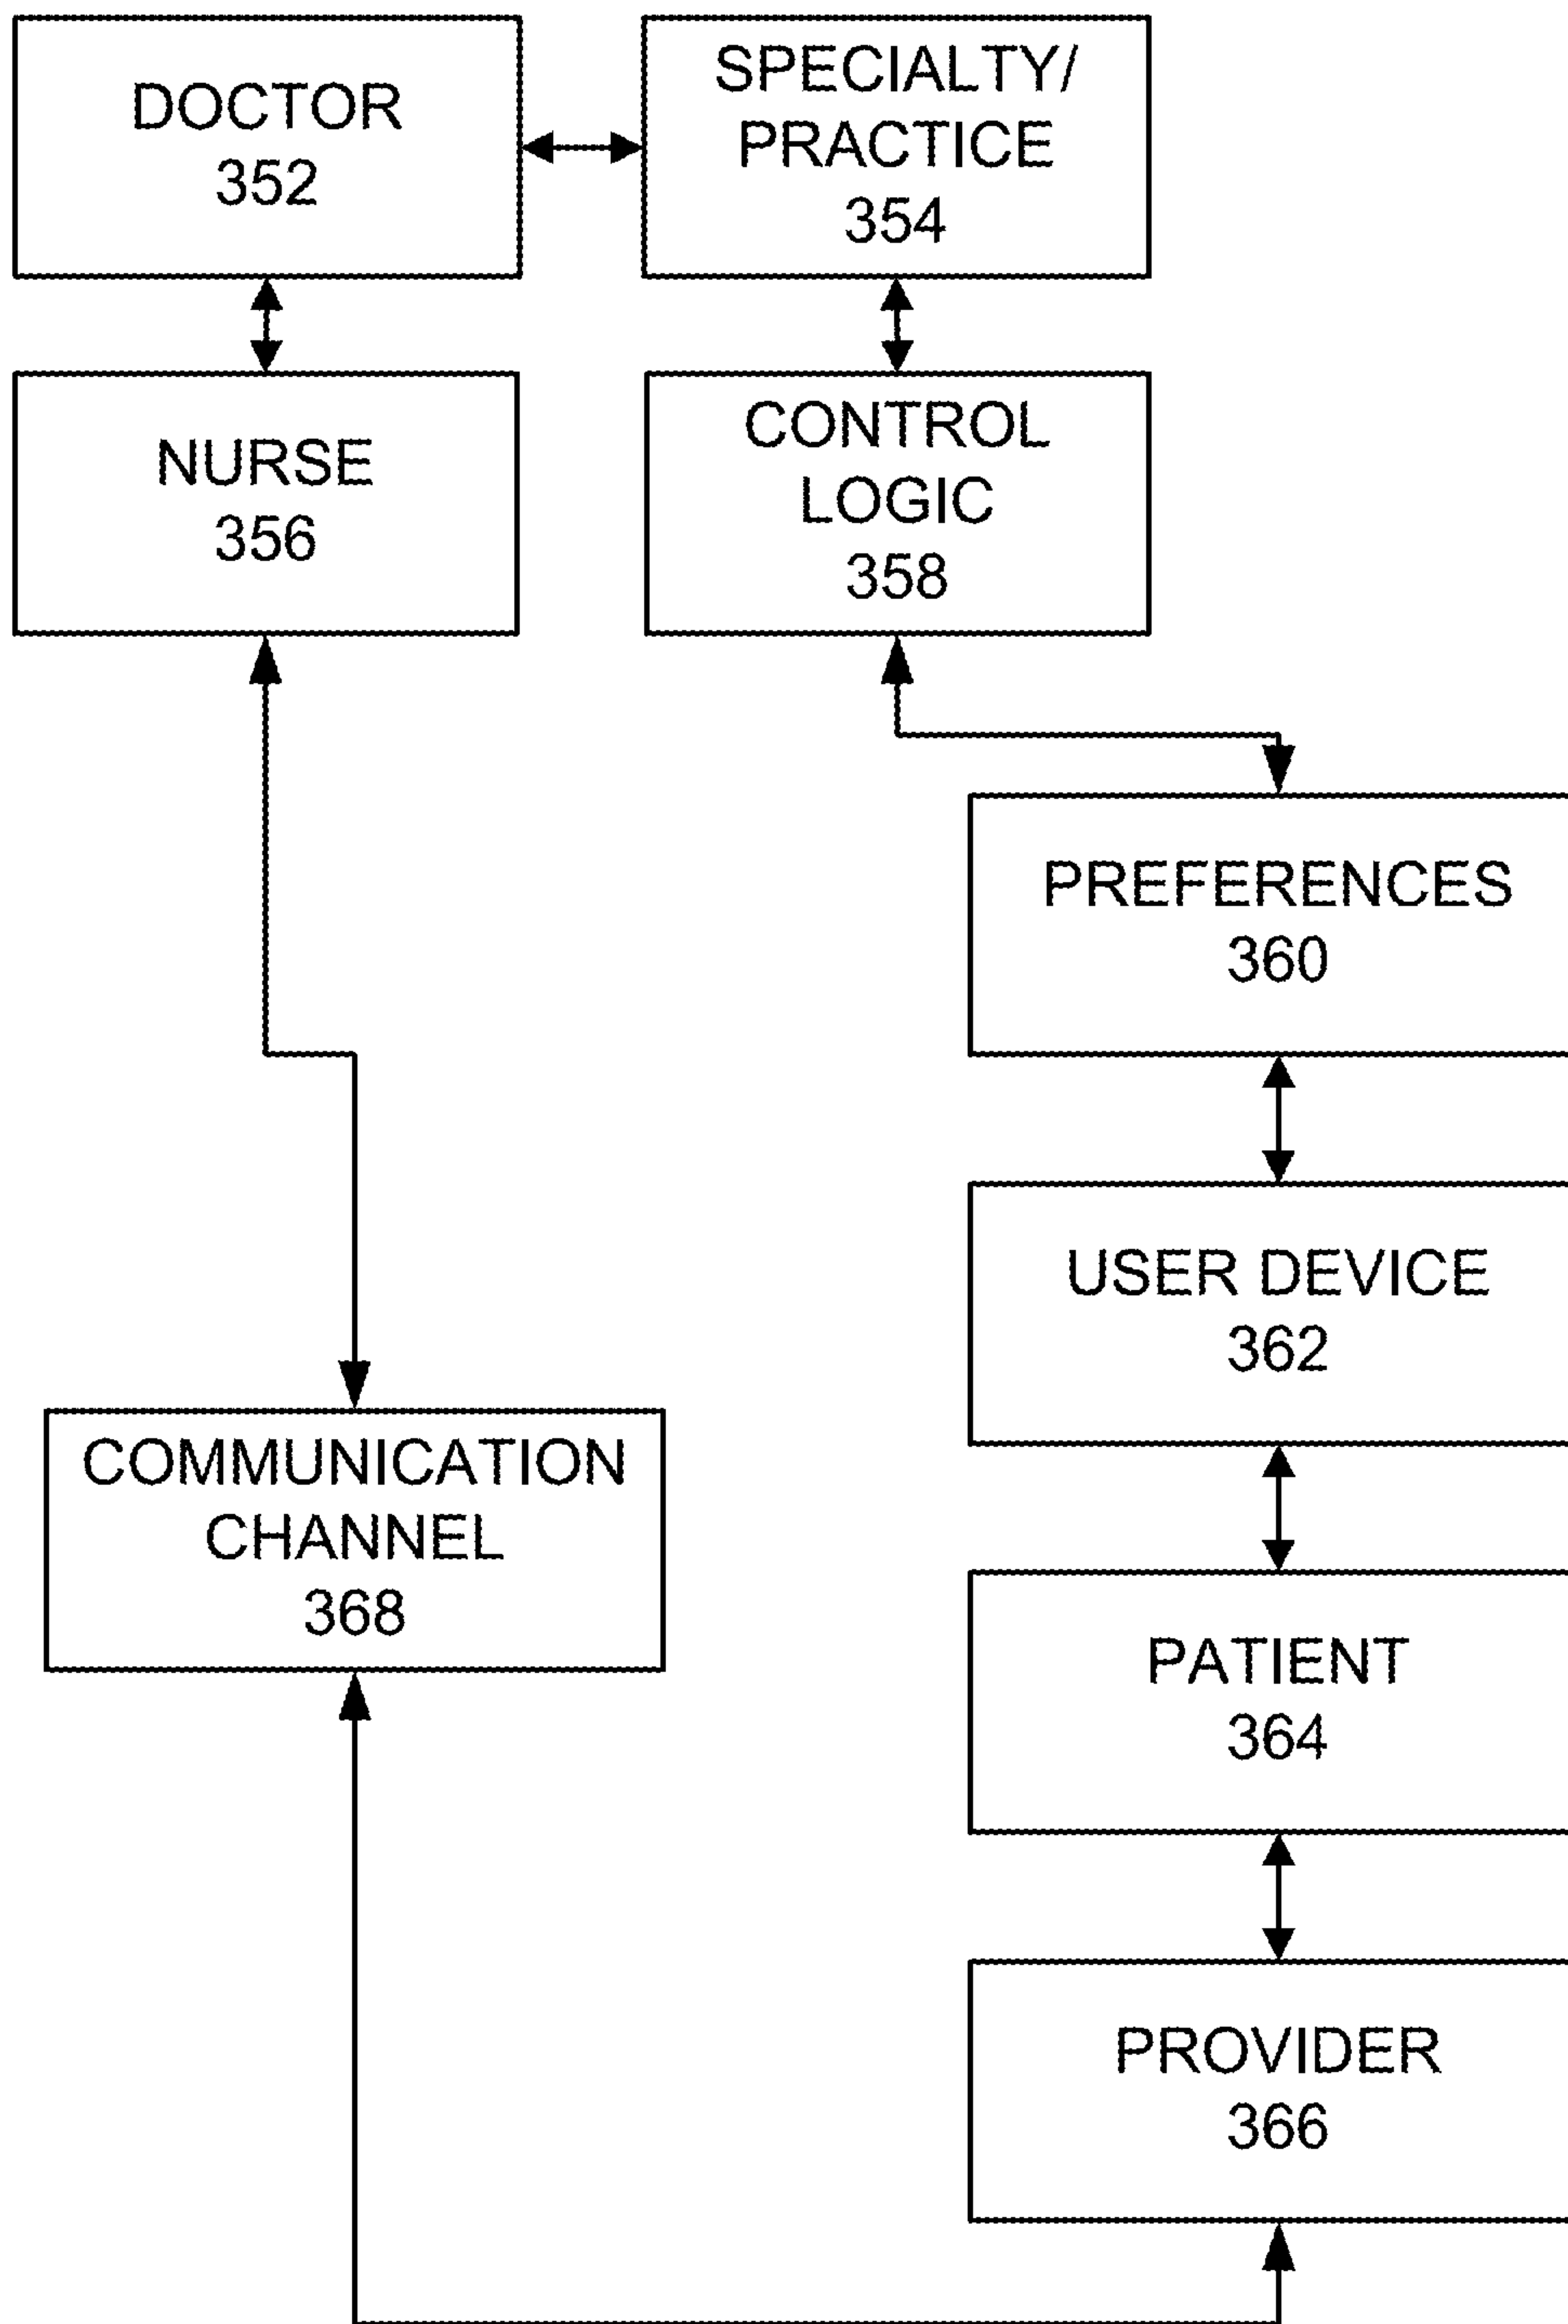 DOCTOR
352
SPECIALTY/
PRACTICE
354
NURSE
356
CONTROL
LOGIC
358
PREFERENCES
360
USER DEVICE
362
COMMUNICATION
CHANNEL
368
PATIENT
364
PROVIDER
366